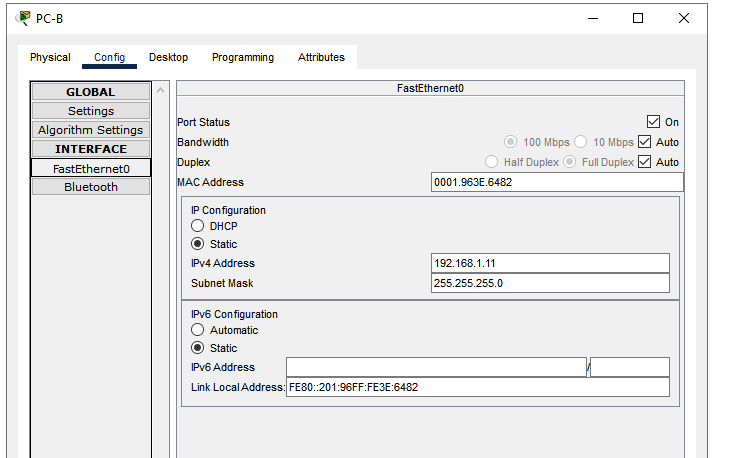 PC-B
Physical Config Desktop Programming Attributes
GLOBAL
Settings
Algorithm Settings
INTERFACE
FastEthernet0
Bluetooth
FastEthernet0
Port Status On
Bandwidth 100 Mbps 10 Mbps Auto
Duplex Half Duplex Full Duplex Auto
MAC Address 0001.963E.6482
IP Configuration
DHCP
Static
IPv4 Address 192.168.1.11
Subnet Mask 255.255.255.0
IPv6 Configuration
Automatic
Static
IPv6 Address /
Link Local Address: FE80::201:96FF:FE3E:6482